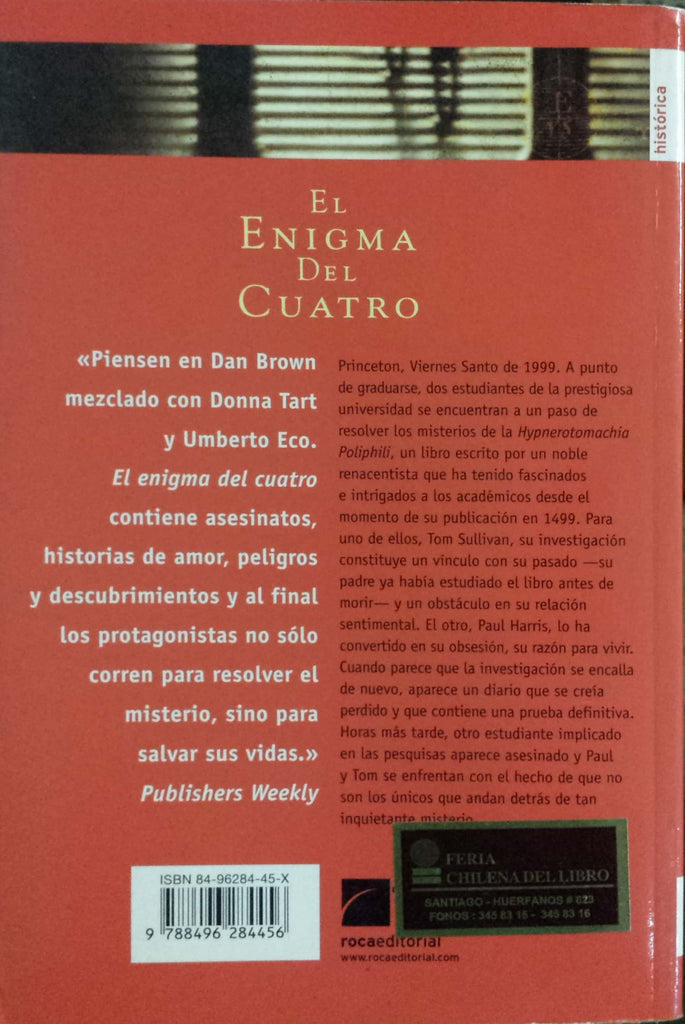 histórica
EL
ENIGMA
DEL
CUATRO
«Piensen en Dan Brown
mezclado con Donna Tart
y Umberto Eco.
El enigma del cuatro
contiene asesinatos,
historias de amor, peligros
y descubrimientos y al final
los protagonistas no sólo
corren para resolver el
misterio, sino para
salvar sus vidas.»
Publishers Weekly
Princeton, Viernes Santo de 1999. A punto
de graduarse, dos estudiantes de la prestigiosa
universidad se encuentran a un paso de
resolver los misterios de la Hypnerotomachia
Poliphili, un libro escrito por un noble
renacentista que ha tenido fascinados
e intrigados a los académicos desde el
momento de su publicación en 1499. Para
uno de ellos, Tom Sullivan, su investigación
constituye un vínculo con su pasado —su
padre ya había estudiado el libro antes de
morir— y un obstáculo en su relación
sentimental. El otro, Paul Harris, lo ha
convertido en su obsesión, su razón para vivir.
Cuando parece que la investigación se encalla
de nuevo, aparece un diario que se creía
perdido y que contiene una prueba definitiva.
Horas más tarde, otro estudiante implicado
en las pesquisas aparece asesinado y Paul
y Tom se enfrentan con el hecho de que no
son los únicos que andan detrás de tan
inquietante misterio.
FERIA
CHILENA DEL LIBRO
SANTIAGO - HUERFANOS # 623
FONOS : 345 83 15 - 345 83 16
ISBN 84-96284-45-X
9 788496 284456
rocaeditorial
www.rocaeditorial.com